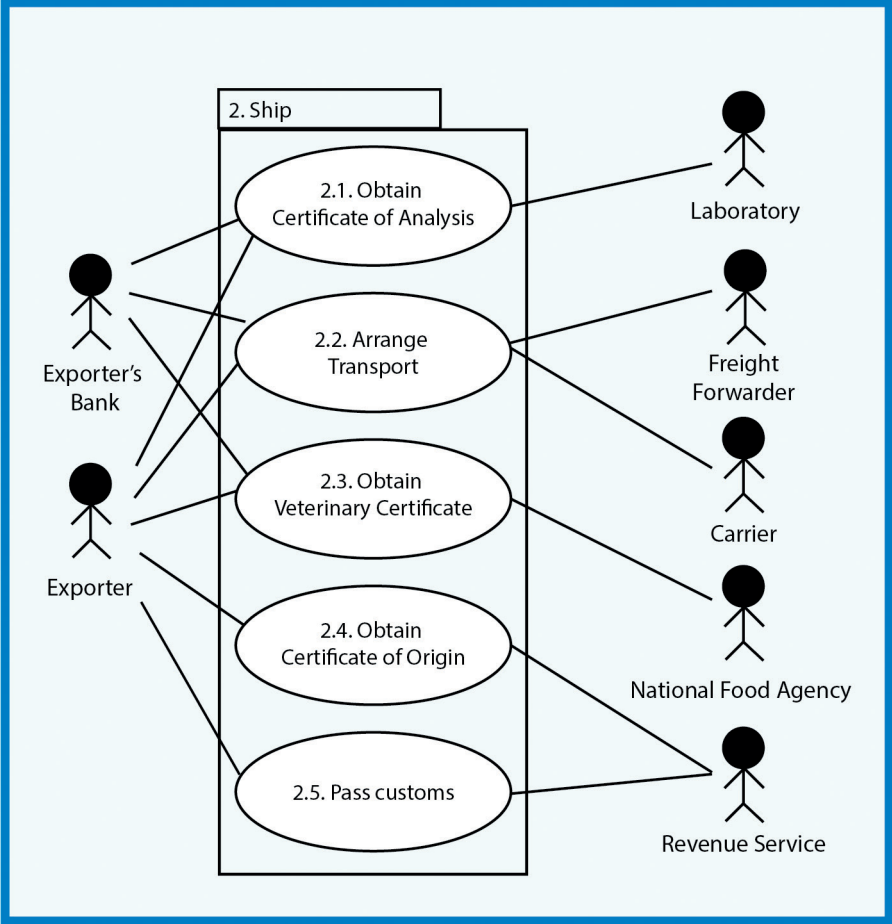 2. Ship
2.1. Obtain
Certificate of Analysis
Laboratory
2.2. Arrange
Transport
Exporter's
Bank
Freight
Forwarder
2.3. Obtain
Veterinary Certificate
Carrier
Exporter
2.4. Obtain
Certificate of Origin
National Food Agency
2.5. Pass customs
Revenue Service